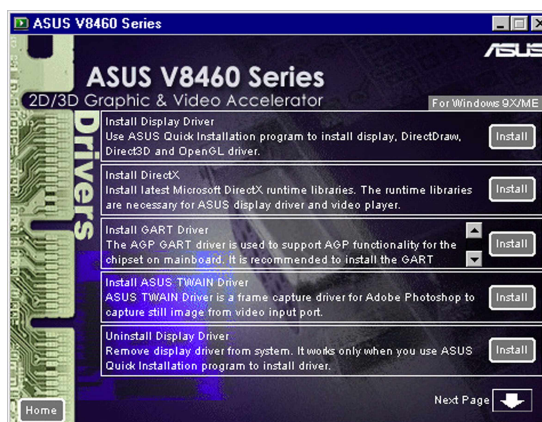 ASUS V8460 Series
ASUS
ASUS V8460 Series
2D/3D Graphic & Video Accelerator
For Windows 9X/ME
Drivers
Install Display Driver
Use ASUS Quick Installation program to install display, DirectDraw,
Direct3D and OpenGL driver.
Install
Install DirectX
Install latest Microsoft DirectX runtime libraries. The runtime libraries
are necessary for ASUS display driver and video player.
Install
Install GART Driver
The AGP GART driver is used to support AGP functionality for the
chipset on mainboard. It is recommended to install the GART
Install
Install ASUS TWAIN Driver
ASUS TWAIN Driver is a frame capture driver for Adobe Photoshop to
capture still image from video input port.
Install
Uninstall Display Driver
Remove display driver from system. It works only when you use ASUS
Quick Installation program to install driver.
Install
Next Page
Home